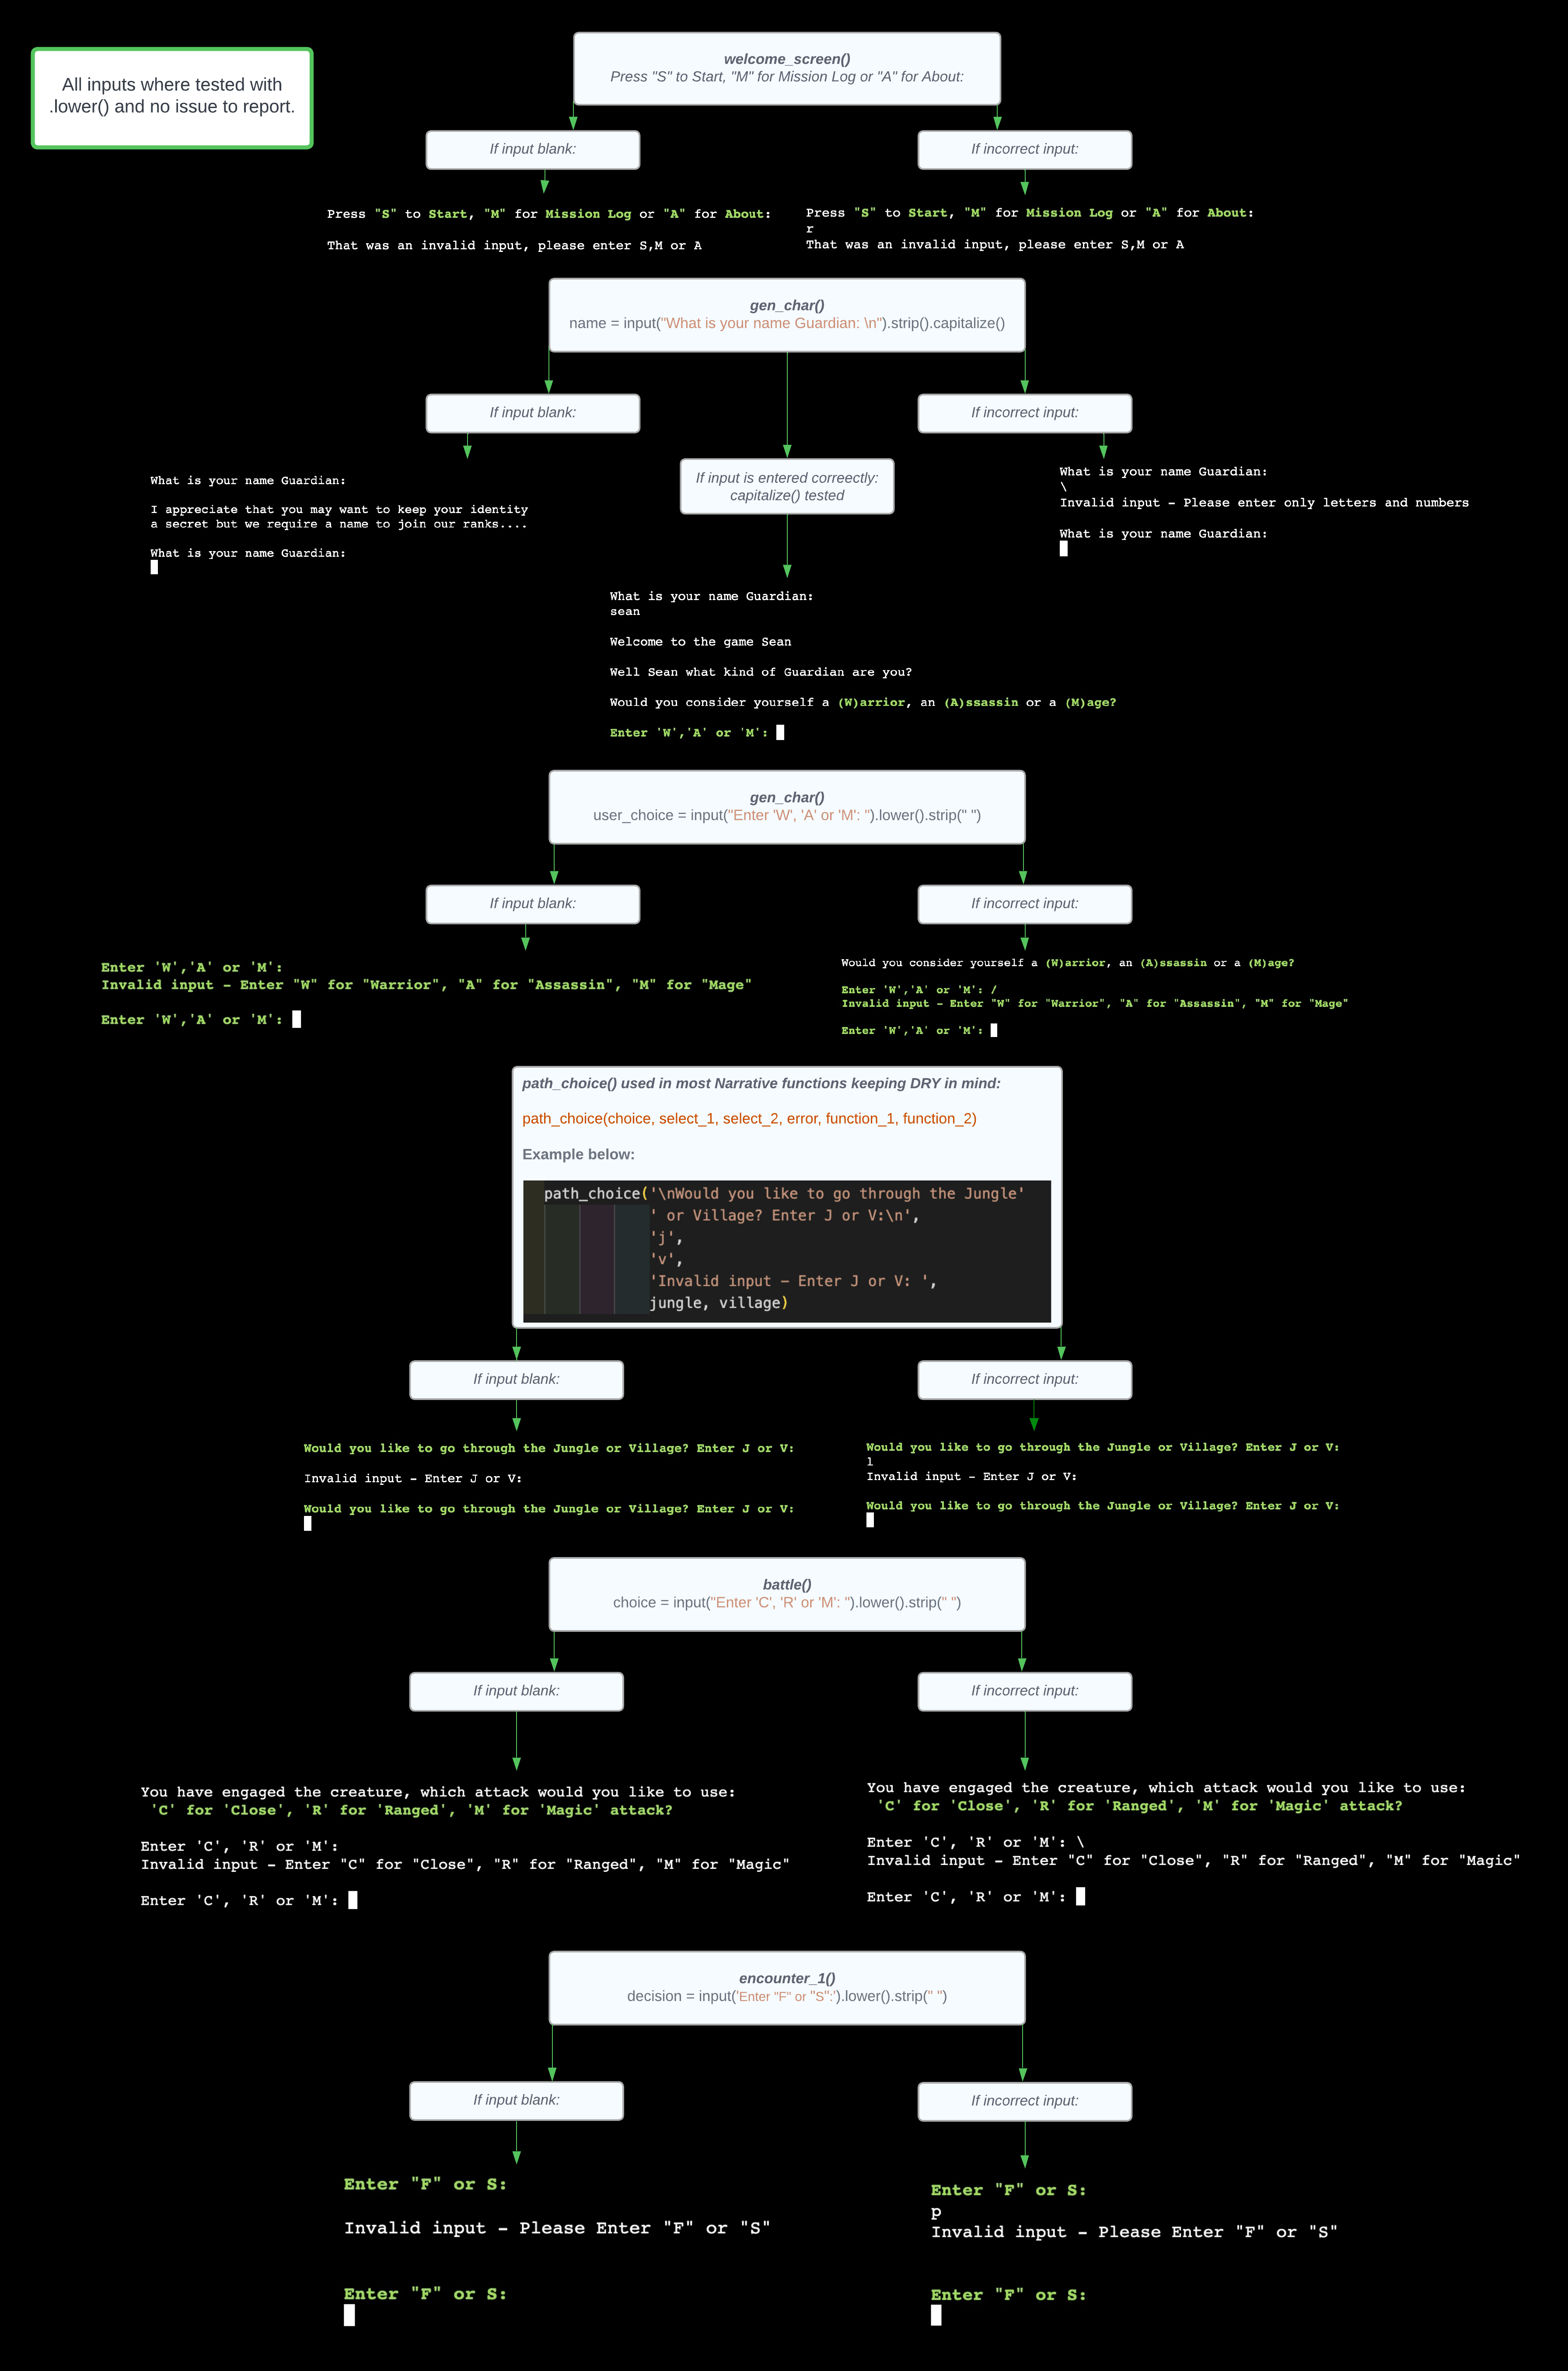 All inputs where tested with
.lower() and no issue to report.
welcome_screen()
Press "S" to Start, "M" for Mission Log or "A" for About:
If input blank:
If incorrect input:
Press "S" to Start, "M" for Mission Log or "A" for About:
That was an invalid input, please enter S,M or A
Press "S" to Start, "M" for Mission Log or "A" for About:
r
That was an invalid input, please enter S,M or A
gen_char()
name = input("What is your name Guardian: \n").strip().capitalize()
If input blank:
If incorrect input:
If input is entered correectly:
capitalize() tested
What is your name Guardian:
I appreciate that you may want to keep your identity
a secret but we require a name to join our ranks....
What is your name Guardian:
What is your name Guardian:
\
Invalid input - Please enter only letters and numbers
What is your name Guardian:
What is your name Guardian:
sean
Welcome to the game Sean
Well Sean what kind of Guardian are you?
Would you consider yourself a (W)arrior, an (A)ssassin or a (M)age?
Enter 'W','A' or 'M':
gen_char()
user_choice = input("Enter 'W', 'A' or 'M': ").lower().strip(" ")
If input blank:
If incorrect input:
Enter 'W','A' or 'M':
Invalid input - Enter "W" for "Warrior", "A" for "Assassin", "M" for "Mage"
Enter 'W','A' or 'M':
Would you consider yourself a (W)arrior, an (A)ssassin or a (M)age?
Enter 'W','A' or 'M': /
Invalid input - Enter "W" for "Warrior", "A" for "Assassin", "M" for "Mage"
Enter 'W','A' or 'M':
path_choice() used in most Narrative functions keeping DRY in mind:
path_choice(choice, select_1, select_2, error, function_1, function_2)
Example below:
path_choice('\nWould you like to go through the Jungle'
' or Village? Enter J or V:\n',
'j',
'v',
'Invalid input - Enter J or V: ',
jungle, village)
If input blank:
If incorrect input:
Would you like to go through the Jungle or Village? Enter J or V:
Invalid input - Enter J or V:
Would you like to go through the Jungle or Village? Enter J or V:
Would you like to go through the Jungle or Village? Enter J or V:
l
Invalid input - Enter J or V:
Would you like to go through the Jungle or Village? Enter J or V:
battle()
choice = input("Enter 'C', 'R' or 'M': ").lower().strip(" ")
If input blank:
If incorrect input:
You have engaged the creature, which attack would you like to use:
'C' for 'Close', 'R' for 'Ranged', 'M' for 'Magic' attack?
Enter 'C', 'R' or 'M':
Invalid input - Enter "C" for "Close", "R" for "Ranged", "M" for "Magic"
Enter 'C', 'R' or 'M':
You have engaged the creature, which attack would you like to use:
'C' for 'Close', 'R' for 'Ranged', 'M' for 'Magic' attack?
Enter 'C', 'R' or 'M': \
Invalid input - Enter "C" for "Close", "R" for "Ranged", "M" for "Magic"
Enter 'C', 'R' or 'M':
encounter_1()
decision = input('Enter "F" or "S":').lower().strip(" ")
If input blank:
If incorrect input:
Enter "F" or S:
Invalid input - Please Enter "F" or "S"
Enter "F" or S:
Enter "F" or S:
p
Invalid input - Please Enter "F" or "S"
Enter "F" or S: